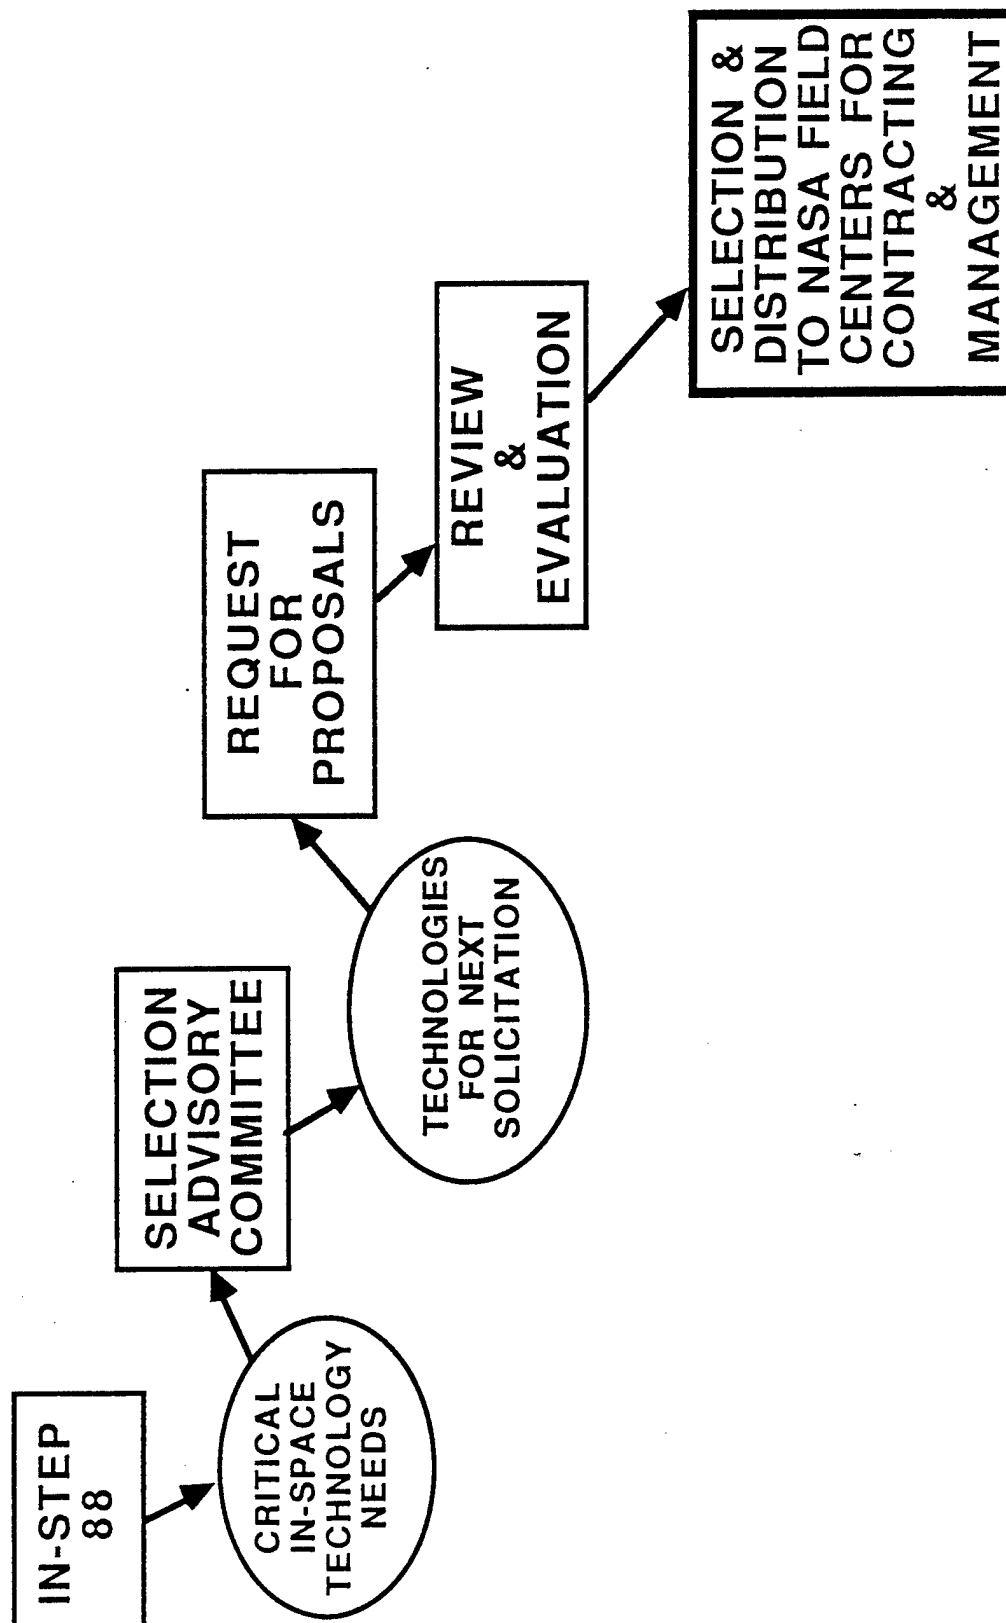 IN-STEP
88
CRITICAL
IN-SPACE
TECHNOLOGY
NEEDS
SELECTION
ADVISORY
COMMITTEE
TECHNOLOGIES
FOR NEXT
SOLICITATION
REQUEST
FOR
PROPOSALS
REVIEW
&
EVALUATION
SELECTION &
DISTRIBUTION
TO NASA FIELD
CENTERS FOR
CONTRACTING
&
MANAGEMENT